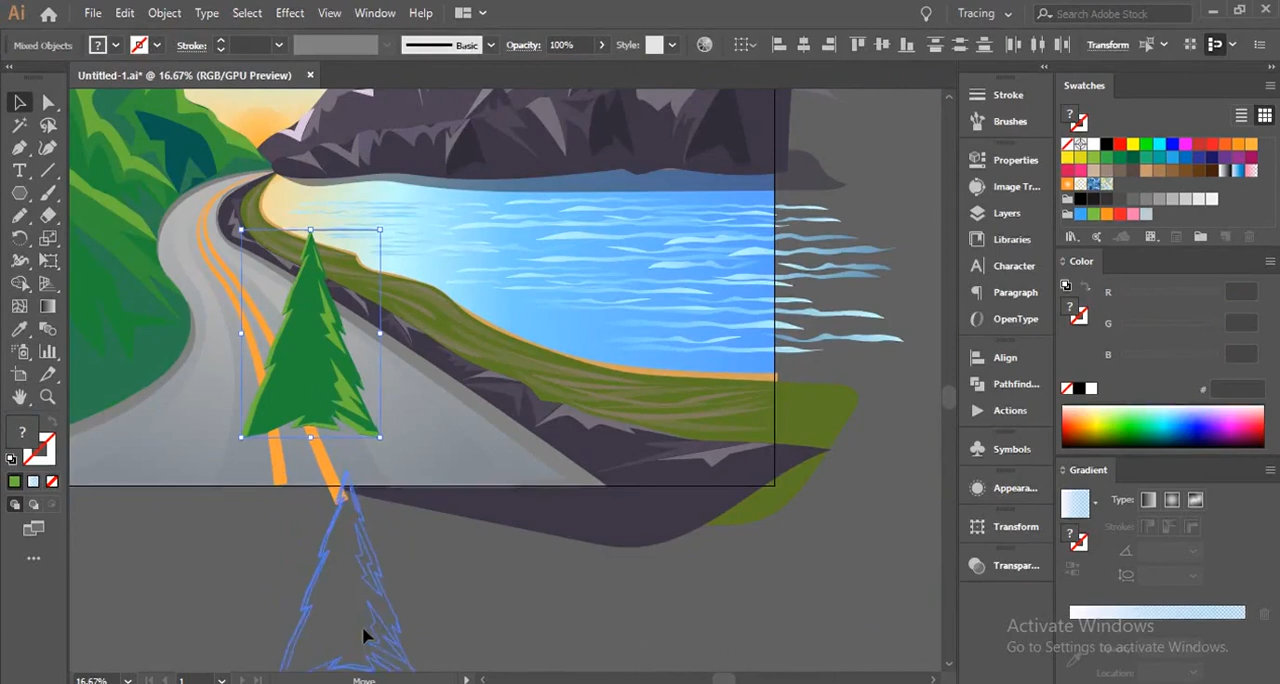 Ai File Edit Object Type Select Effect View Window Help Tracing Search Adobe Stock
Mixed Objects ? Stroke: Basic Opacity: 100% Style: Transform
Untitled-1.ai* @ 16.67% (RGB/GPU Preview) ×
Stroke
Brushes
Properties
Image Tr...
Layers
Libraries
Character
Paragraph
OpenType
Align
Pathfind...
Actions
Symbols
Appeara...
Transform
Transpar...
Swatches
?
Color
R
?
G
B
#
Gradient
Type:
Stroke:
?
Location:
T
?
Activate Windows
Go to Settings to activate Windows.
16.67% 1 Move